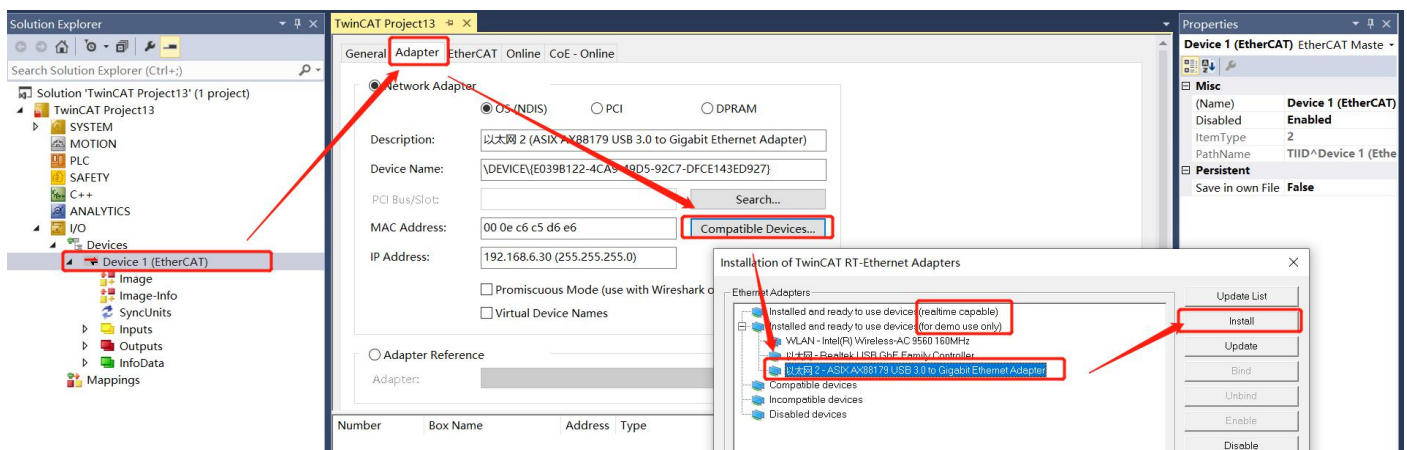 Solution Explorer
Search Solution Explorer (Ctrl+;)
Solution 'TwinCAT Project13' (1 project)
TwinCAT Project13
SYSTEM
MOTION
PLC
SAFETY
C++
ANALYTICS
I/O
Devices
Device 1 (EtherCAT)
Image
Image-Info
SyncUnits
Inputs
Outputs
InfoData
Mappings
TwinCAT Project13
General Adapter EtherCAT Online CoE - Online
Network Adapter
OS (NDIS) PCI DPRAM
Description: 以太网 2 (ASIX AX88179 USB 3.0 to Gigabit Ethernet Adapter)
Device Name: \DEVICE\{E039B122-4CA9-49D5-92C7-DFCE143ED927}
PCI Bus/Slot: Search...
MAC Address: 00 0e c6 c5 d6 e6 Compatible Devices...
IP Address: 192.168.6.30 (255.255.255.0)
Promiscuous Mode (use with Wireshark o
Virtual Device Names
Adapter Reference
Adapter:
Number Box Name Address Type
Installation of TwinCAT RT-Ethernet Adapters
Ethernet Adapters
Installed and ready to use devices(realtime capable)
Installed and ready to use devices(for demo use only)
WLAN - Intel(R) Wireless-AC 9560 160MHz
以太网 - Realtek USB GbE Family Controller
以太网 2 - ASIX AX88179 USB 3.0 to Gigabit Ethernet Adapter
Compatible devices
Incompatible devices
Disabled devices
Update List
Install
Update
Bind
Unbind
Enable
Disable
Properties
Device 1 (EtherCAT) EtherCAT Maste
Misc
(Name) Device 1 (EtherCAT)
Disabled Enabled
ItemType 2
PathName TIID^Device 1 (Ethe
Persistent
Save in own File False